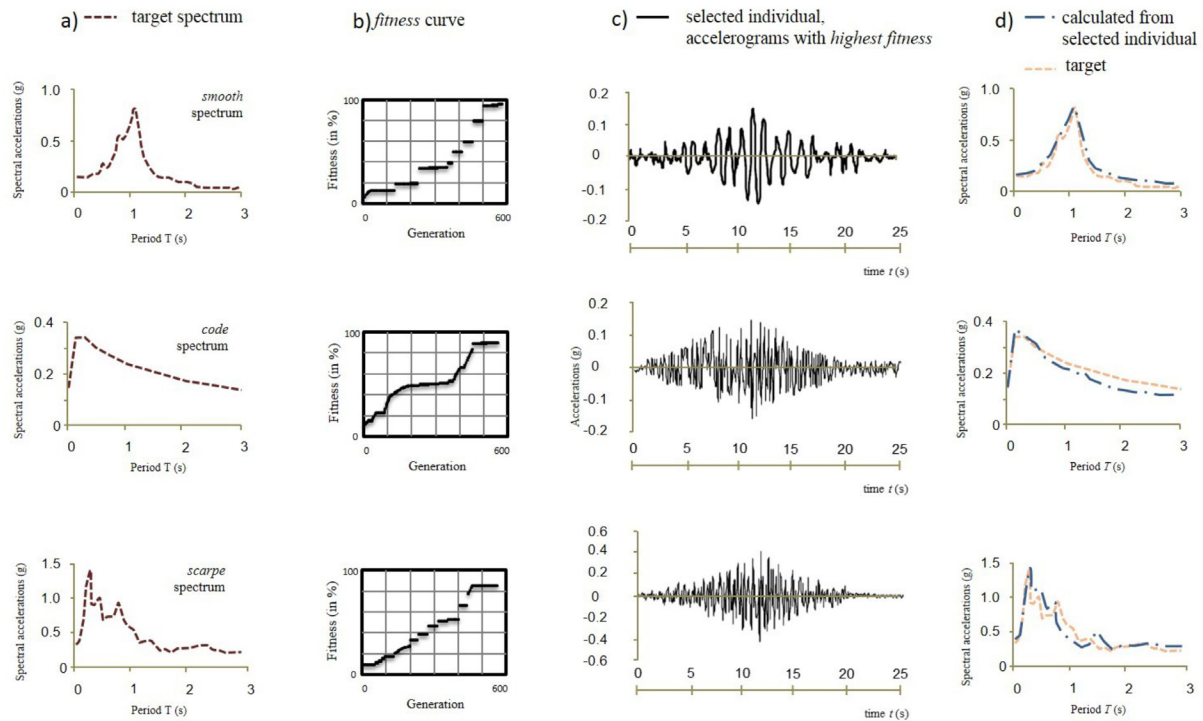 a) target spectrum
b) fitness curve
c) selected individual,
accelerograms with highest fitness
d) calculated from
selected individual
target
Spectral accelerations (g)
1.0
0.5
0
smooth
spectrum
0 1 2 3
Period T (s)
Fitness (in %)
100
0
0 600
Generation
0.2
0.1
0
-0.1
0.2
0 5 10 15 20 25
time t (s)
Spectral accelerations (g)
1.0
0.5
0
0 1 2 3
Period T (s)
Spectral accelerations (g)
0.4
0.2
0
code
spectrum
0 1 2 3
Period T (s)
Fitness (in %)
100
0
0 600
Generation
Accelerations (g)
0.2
0.1
0
-0.1
-0.2
0 5 10 15 20 25
time t (s)
Spectral accelerations (g)
0.4
0.2
0
0 1 2 3
Period T (s)
Spectral accelerations (g)
1.5
1.0
0.5
0
scarpe
spectrum
0 1 2 3
Period T (s)
Fitness (in %)
100
0
0 600
Generation
0.6
0.4
0.2
0
-0.2
-0.4
-0.6
0 5 10 15 20 25
time t (s)
Spectral accelerations (g)
1.5
1.0
0.5
0
0 1 2 3
Period T (s)